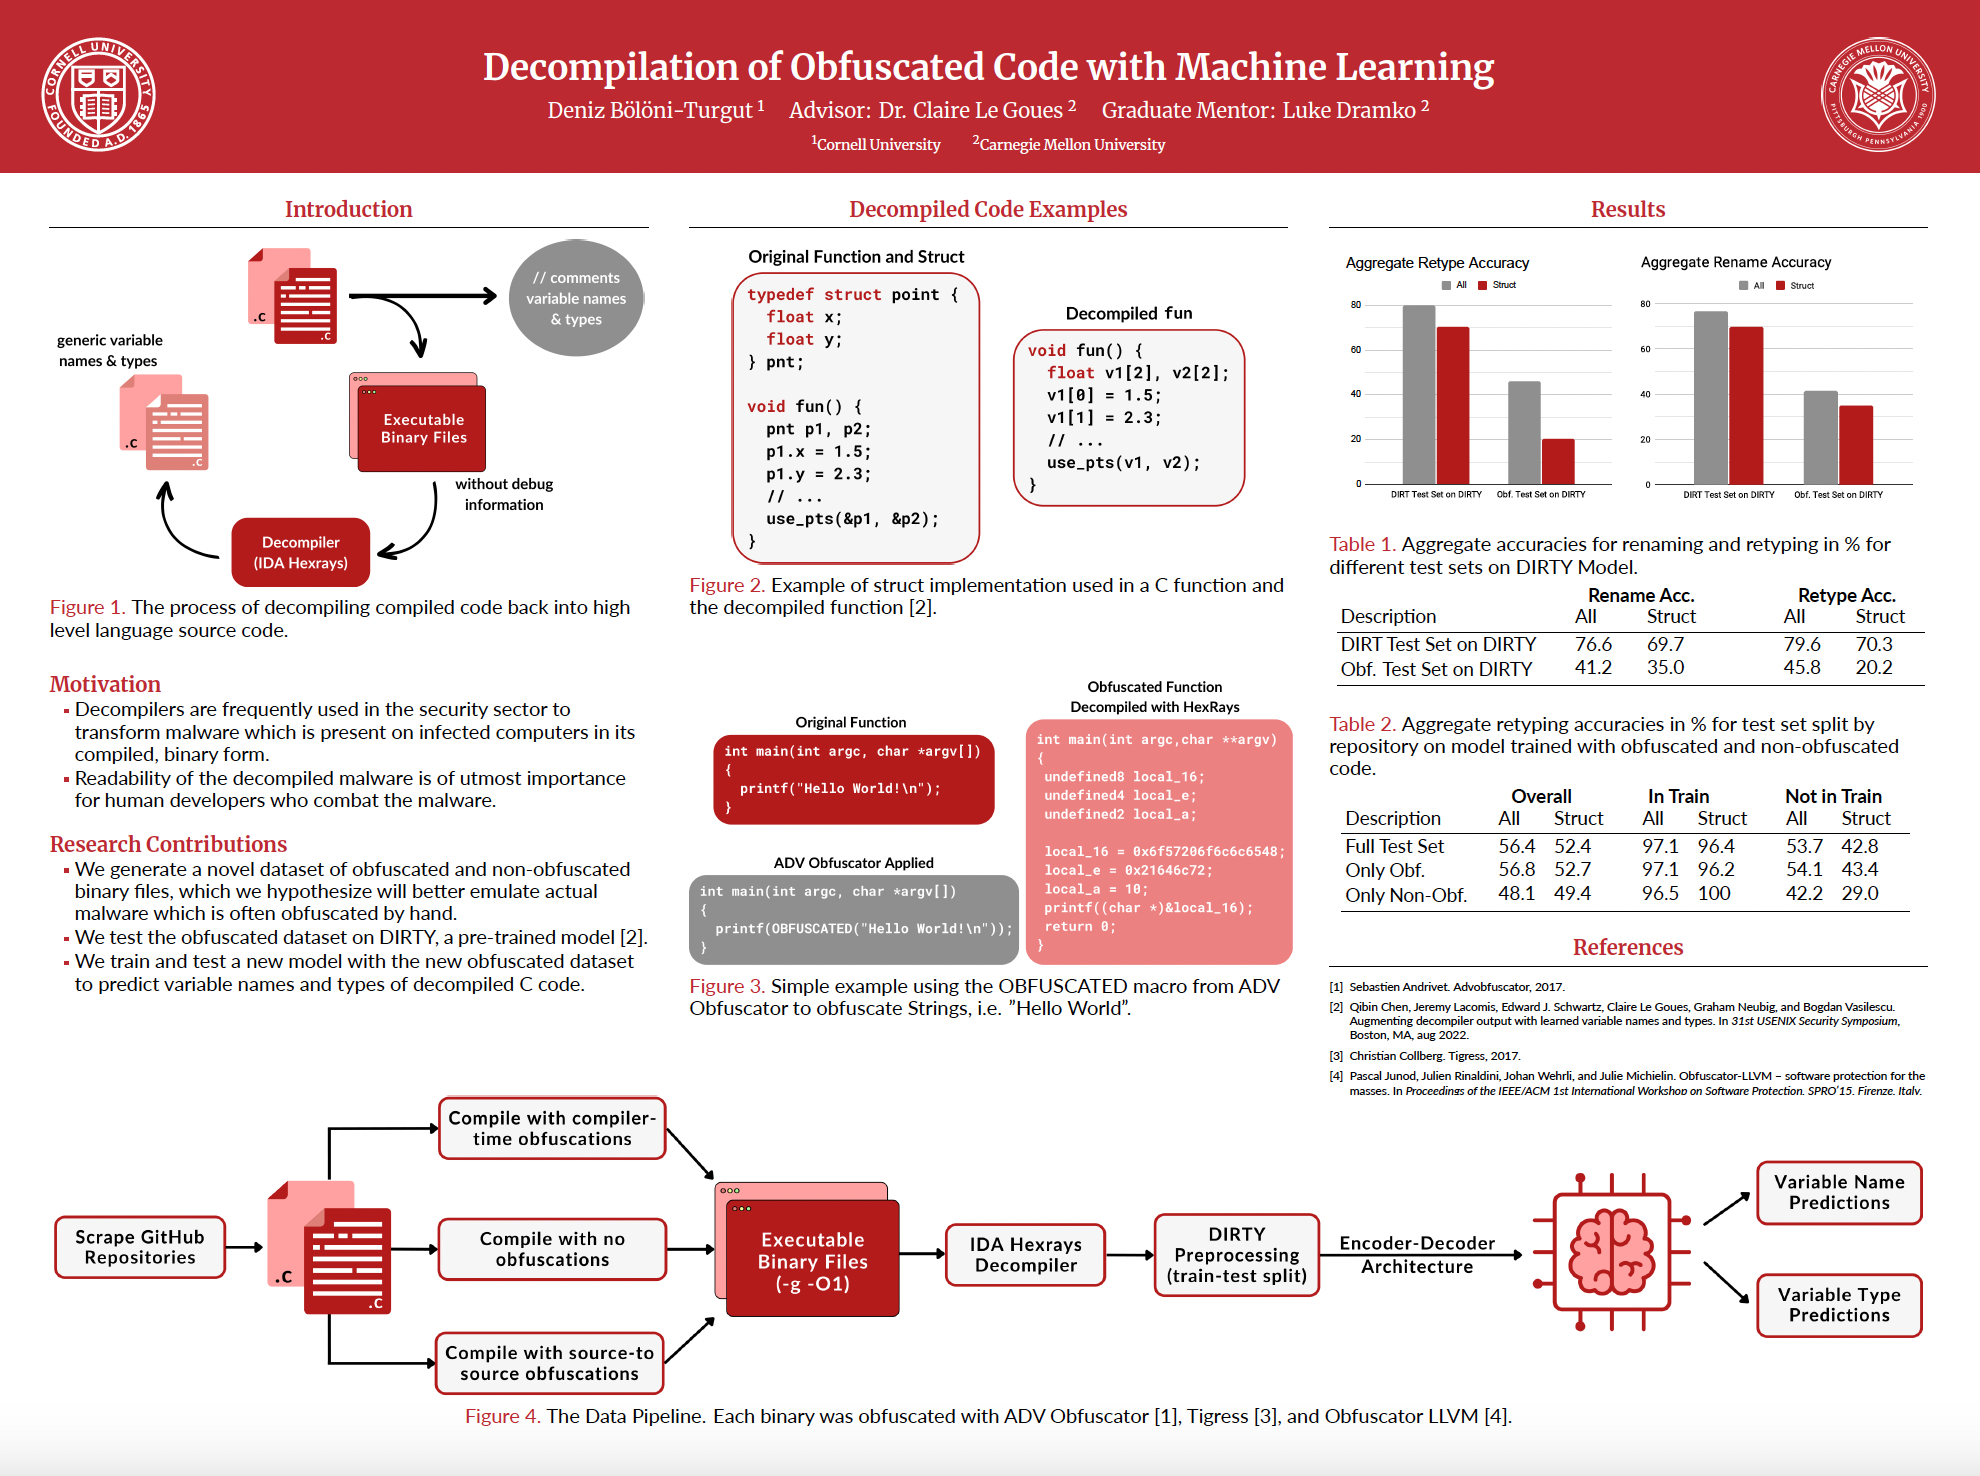 CORNELL UNIVERSITY
FOUNDED A.D. 1865
Decompilation of Obfuscated Code with Machine Learning
Deniz Bölöni-Turgut 1 Advisor: Dr. Claire Le Goues 2 Graduate Mentor: Luke Dramko 2
1Cornell University 2Carnegie Mellon University
CARNEGIE MELLON UNIVERSITY
PITTSBURGH PENNSYLVANIA 1900
Introduction
.c
.c
// comments
variable names
& types
generic variable
names & types
.c
.c
Executable
Binary Files
without debug
information
Decompiler
(IDA Hexrays)
Figure 1. The process of decompiling compiled code back into high
level language source code.
Motivation
Decompilers are frequently used in the security sector to
transform malware which is present on infected computers in its
compiled, binary form.
Readability of the decompiled malware is of utmost importance
for human developers who combat the malware.
Research Contributions
We generate a novel dataset of obfuscated and non-obfuscated
binary files, which we hypothesize will better emulate actual
malware which is often obfuscated by hand.
We test the obfuscated dataset on DIRTY, a pre-trained model [2].
We train and test a new model with the new obfuscated dataset
to predict variable names and types of decompiled C code.
Decompiled Code Examples
Original Function and Struct
typedef struct point {
float x;
float y;
} pnt;
void fun() {
pnt p1, p2;
p1.x = 1.5;
p1.y = 2.3;
// ...
use_pts(&p1, &p2);
}
Decompiled fun
void fun() {
float v1[2], v2[2];
v1[0] = 1.5;
v1[1] = 2.3;
// ...
use_pts(v1, v2);
}
Figure 2. Example of struct implementation used in a C function and
the decompiled function [2].
Original Function
int main(int argc, char *argv[])
{
printf("Hello World!\n");
}
ADV Obfuscator Applied
int main(int argc, char *argv[])
{
printf(OBFUSCATED("Hello World!\n"));
}
Obfuscated Function
Decompiled with HexRays
int main(int argc,char **argv)
{
undefined8 local_16;
undefined4 local_e;
undefined2 local_a;
local_16 = 0x6f57206f6c6c6548;
local_e = 0x21646c72;
local_a = 10;
printf((char *)&local_16);
return 0;
}
Figure 3. Simple example using the OBFUSCATED macro from ADV
Obfuscator to obfuscate Strings, i.e. ”Hello World”.
Results
Aggregate Retype Accuracy
All Struct
80
60
40
20
0
DIRT Test Set on DIRTY Obf. Test Set on DIRTY
Aggregate Rename Accuracy
All Struct
80
60
40
20
0
DIRT Test Set on DIRTY Obf. Test Set on DIRTY
Table 1. Aggregate accuracies for renaming and retyping in % for
different test sets on DIRTY Model.
Rename Acc. Retype Acc.
Description All Struct All Struct
DIRT Test Set on DIRTY 76.6 69.7 79.6 70.3
Obf. Test Set on DIRTY 41.2 35.0 45.8 20.2
Table 2. Aggregate retyping accuracies in % for test set split by
repository on model trained with obfuscated and non-obfuscated
code.
Overall In Train Not in Train
Description All Struct All Struct All Struct
Full Test Set 56.4 52.4 97.1 96.4 53.7 42.8
Only Obf. 56.8 52.7 97.1 96.2 54.1 43.4
Only Non-Obf. 48.1 49.4 96.5 100 42.2 29.0
References
[1] Sebastien Andrivet. Advobfuscator, 2017.
[2] Qibin Chen, Jeremy Lacomis, Edward J. Schwartz, Claire Le Goues, Graham Neubig, and Bogdan Vasilescu.
Augmenting decompiler output with learned variable names and types. In 31st USENIX Security Symposium,
Boston, MA, aug 2022.
[3] Christian Collberg. Tigress, 2017.
[4] Pascal Junod, Julien Rinaldini, Johan Wehrli, and Julie Michielin. Obfuscator-LLVM – software protection for the
masses. In Proceedings of the IEEE/ACM 1st International Workshop on Software Protection, SPRO’15, Firenze, Italy,
Scrape GitHub
Repositories
.c
.c
Compile with compiler-
time obfuscations
Compile with no
obfuscations
Compile with source-to
source obfuscations
Executable
Binary Files
(-g -O1)
IDA Hexrays
Decompiler
DIRTY
Preprocessing
(train-test split)
Encoder-Decoder
Architecture
Variable Name
Predictions
Variable Type
Predictions
Figure 4. The Data Pipeline. Each binary was obfuscated with ADV Obfuscator [1], Tigress [3], and Obfuscator LLVM [4].